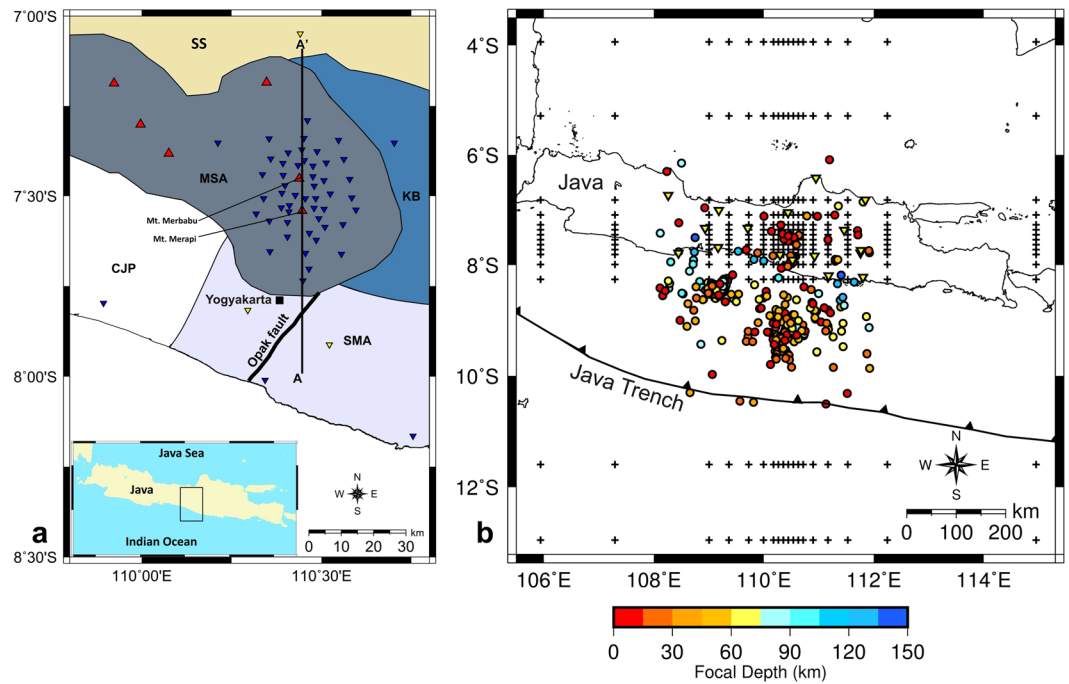 7°00'S
7°30'S
8°00'S
8°30'S
110°00'E
110°30'E
SS
A'
MSA
KB
Mt. Merbabu
Mt. Merapi
CJP
Yogyakarta
Opak fault
SMA
A
Java Sea
Java
Indian Ocean
N
W E
S
km
0 5 10 15 20 25 30
a
4˚S
6˚S
8˚S
10˚S
12˚S
106˚E 108˚E 110˚E 112˚E 114˚E
Java
Java Trench
N
W E
S
km
0 100 200
b
0 30 60 90 120 150
Focal Depth (km)